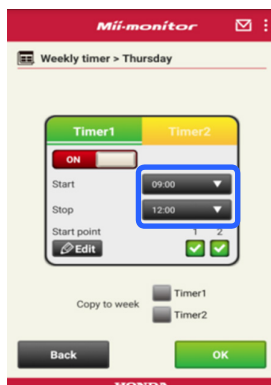 Mii-monitor
Weekly timer > Thursday
Timer1 Timer2
ON
Start 09:00
Stop 12:00
Start point 1 2
Edit
Copy to week Timer1
Timer2
Back OK
HONDA